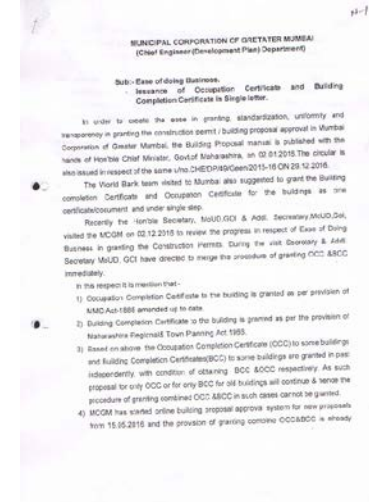 N-1
MUNICIPAL CORPORATION OF GRETATER MUMBAI
(Chief Engineer (Development Plan) Department)
Sub:- Ease of doing Business.
- Issuance of Occupation Certificate and Building
Completion Certificate in Single letter.
In order to create the ease in granting, standardization, uniformity and
transparency in granting the construction permit / building proposal approval in Mumbai
Corporation of Greater Mumbai, the Building Proposal manual is published with the
hands of Hon'ble Chief Minister, Govt.of Maharashtra, on 02.01.2016.The circular is
also issued in respect of the same u/no.CHE/DP/49/Geen/2015-16 ON 29.12.2016.
The World Bank team visited to Mumbai also suggested to grant the Building
completion Certificate and Occupation Certificate for the buildings as one
certificate/document and under single step.
Recently the Hon'ble Secretary, MoUD,GCI & Addl. Secreatary,MoUD,GoI,
visited the MCGM on 02.12.2016 to review the progress in respect of Ease of Doing
Business in granting the Construction Permits. During the visit Secretary & Addl.
Secretary MoUD, GCI have directed to merge the procedure of granting OCC &BCC
immediately.
In this respect it is mention that:-
1) Occupation Completion Certificate to the building is granted as per provision of
MMC Act-1888 amended up to date.
2) Building Completion Certificate to the building is granted as per the provision of
Maharashtra Regional& Town Planning Act 1966.
3) Based on above the Occupation Completion Certificate (OCC) to some buildings
and Building Completion Certificates(BCC) to some buildings are granted in past
independently, with condition of obtaining BCC &OCC respectively. As such
proposal for only OCC or for only BCC for old buildings will continue & hence the
procedure of granting combined OCC &BCC in such cases can not be granted.
4) MCGM has started online building proposal approval system for new proposals
from 15.05.2016 and the provision of granting combine OCC&BCC is already